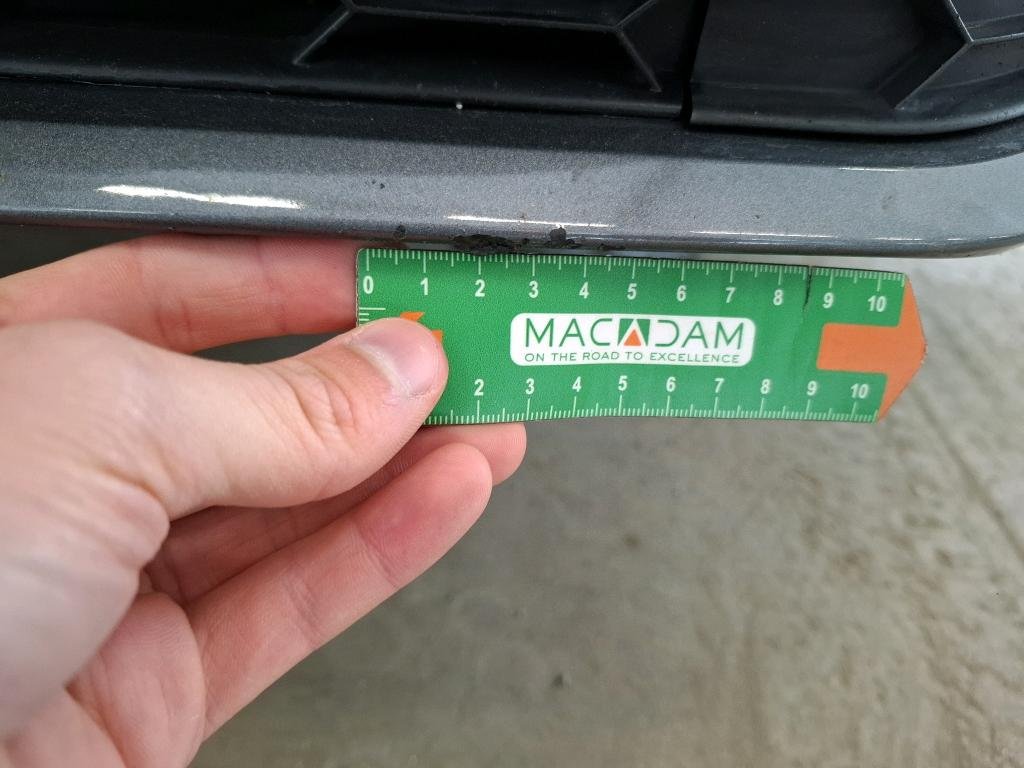 0 1 2 3 4 5 6 7 8 9 10
MACADAM
ON THE ROAD TO EXCELLENCE
2 3 4 5 6 7 8 9 10